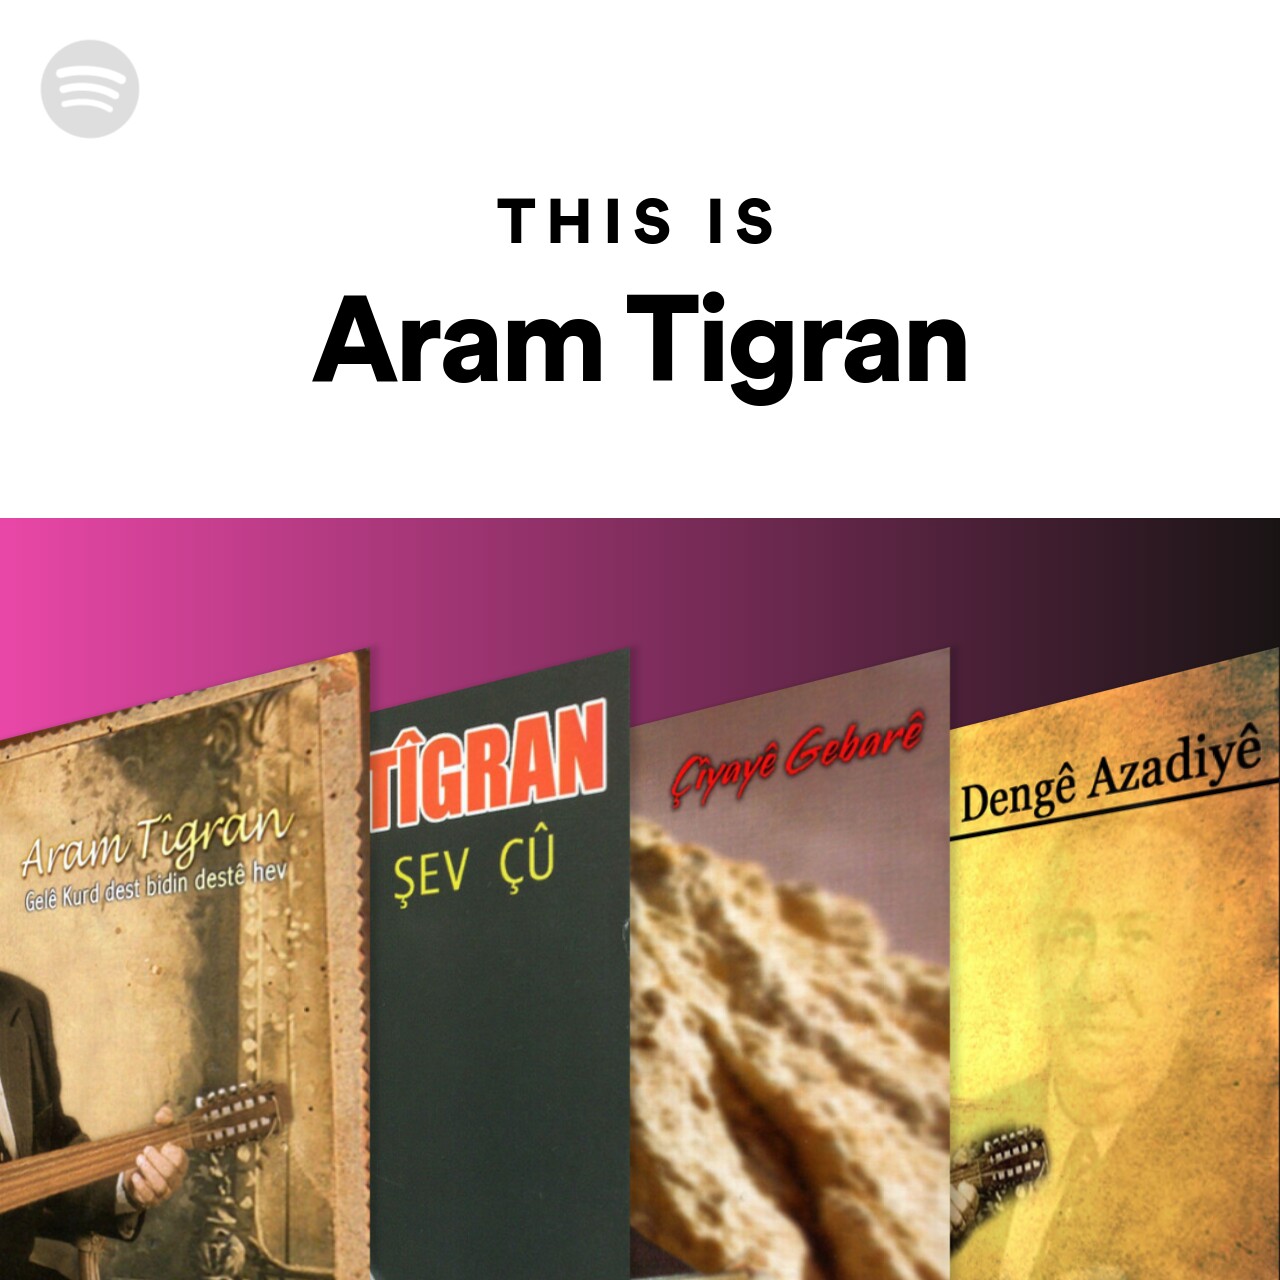 THIS IS
Aram Tigran
Aram Tîgran
Gelê Kurd dest bidin destê hev
TÎGRAN
ŞEV ÇÛ
Çîyayê Gebarê
Dengê Azadiyê